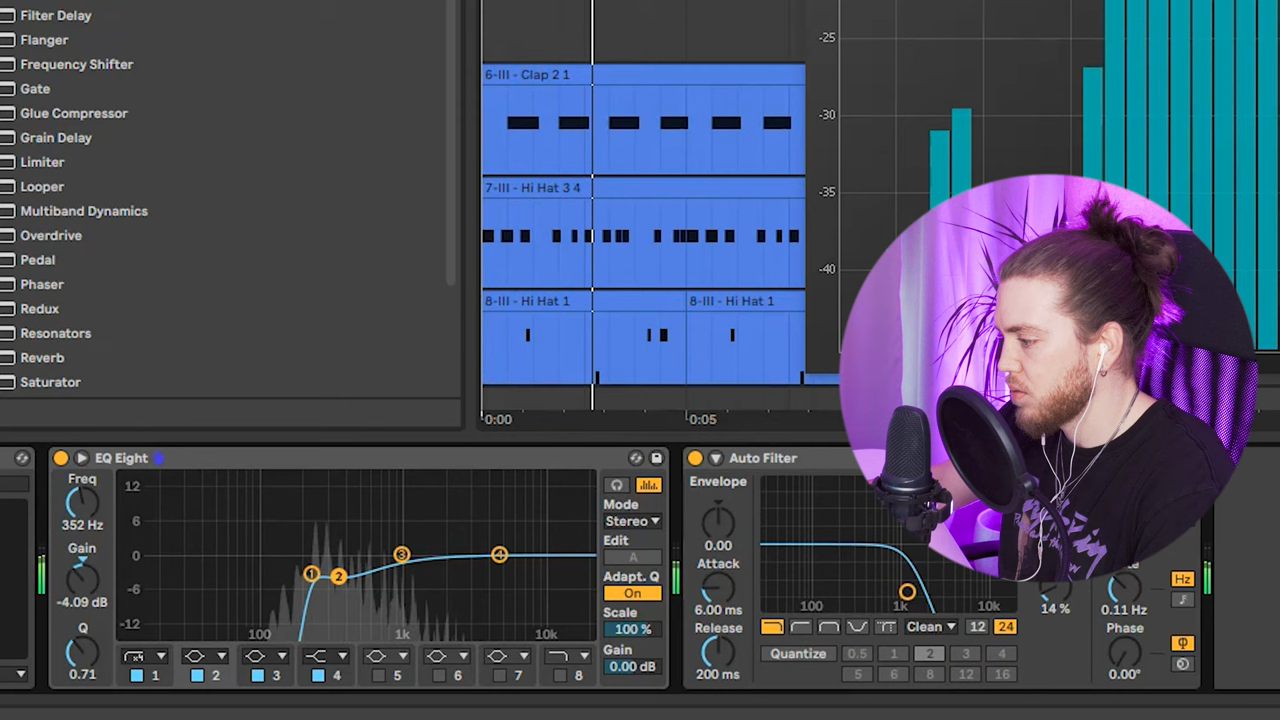 Filter Delay
Flanger
Frequency Shifter
Gate
Glue Compressor
Grain Delay
Limiter
Looper
Multiband Dynamics
Overdrive
Pedal
Phaser
Redux
Resonators
Reverb
Saturator
6-III - Clap 2 1
7-III - Hi Hat 3 4
8-III - Hi Hat 1
8-III - Hi Hat 1
0:00
0:05
-25
-30
-35
-40
EQ Eight
Freq
352 Hz
Gain
-4.09 dB
Q
0.71
12
6
0
-6
-12
100
1k
10k
1
2
3
4
1
2
3
4
5
6
7
8
Mode
Stereo
Edit
A
Adapt. Q
On
Scale
100 %
Gain
0.00 dB
Auto Filter
Envelope
0.00
Attack
6.00 ms
Release
200 ms
100
1k
10k
Clean
12
24
Quantize
0.5
1
2
3
4
5
6
8
12
16
14 %
0.11 Hz
Hz
Phase
0.00°